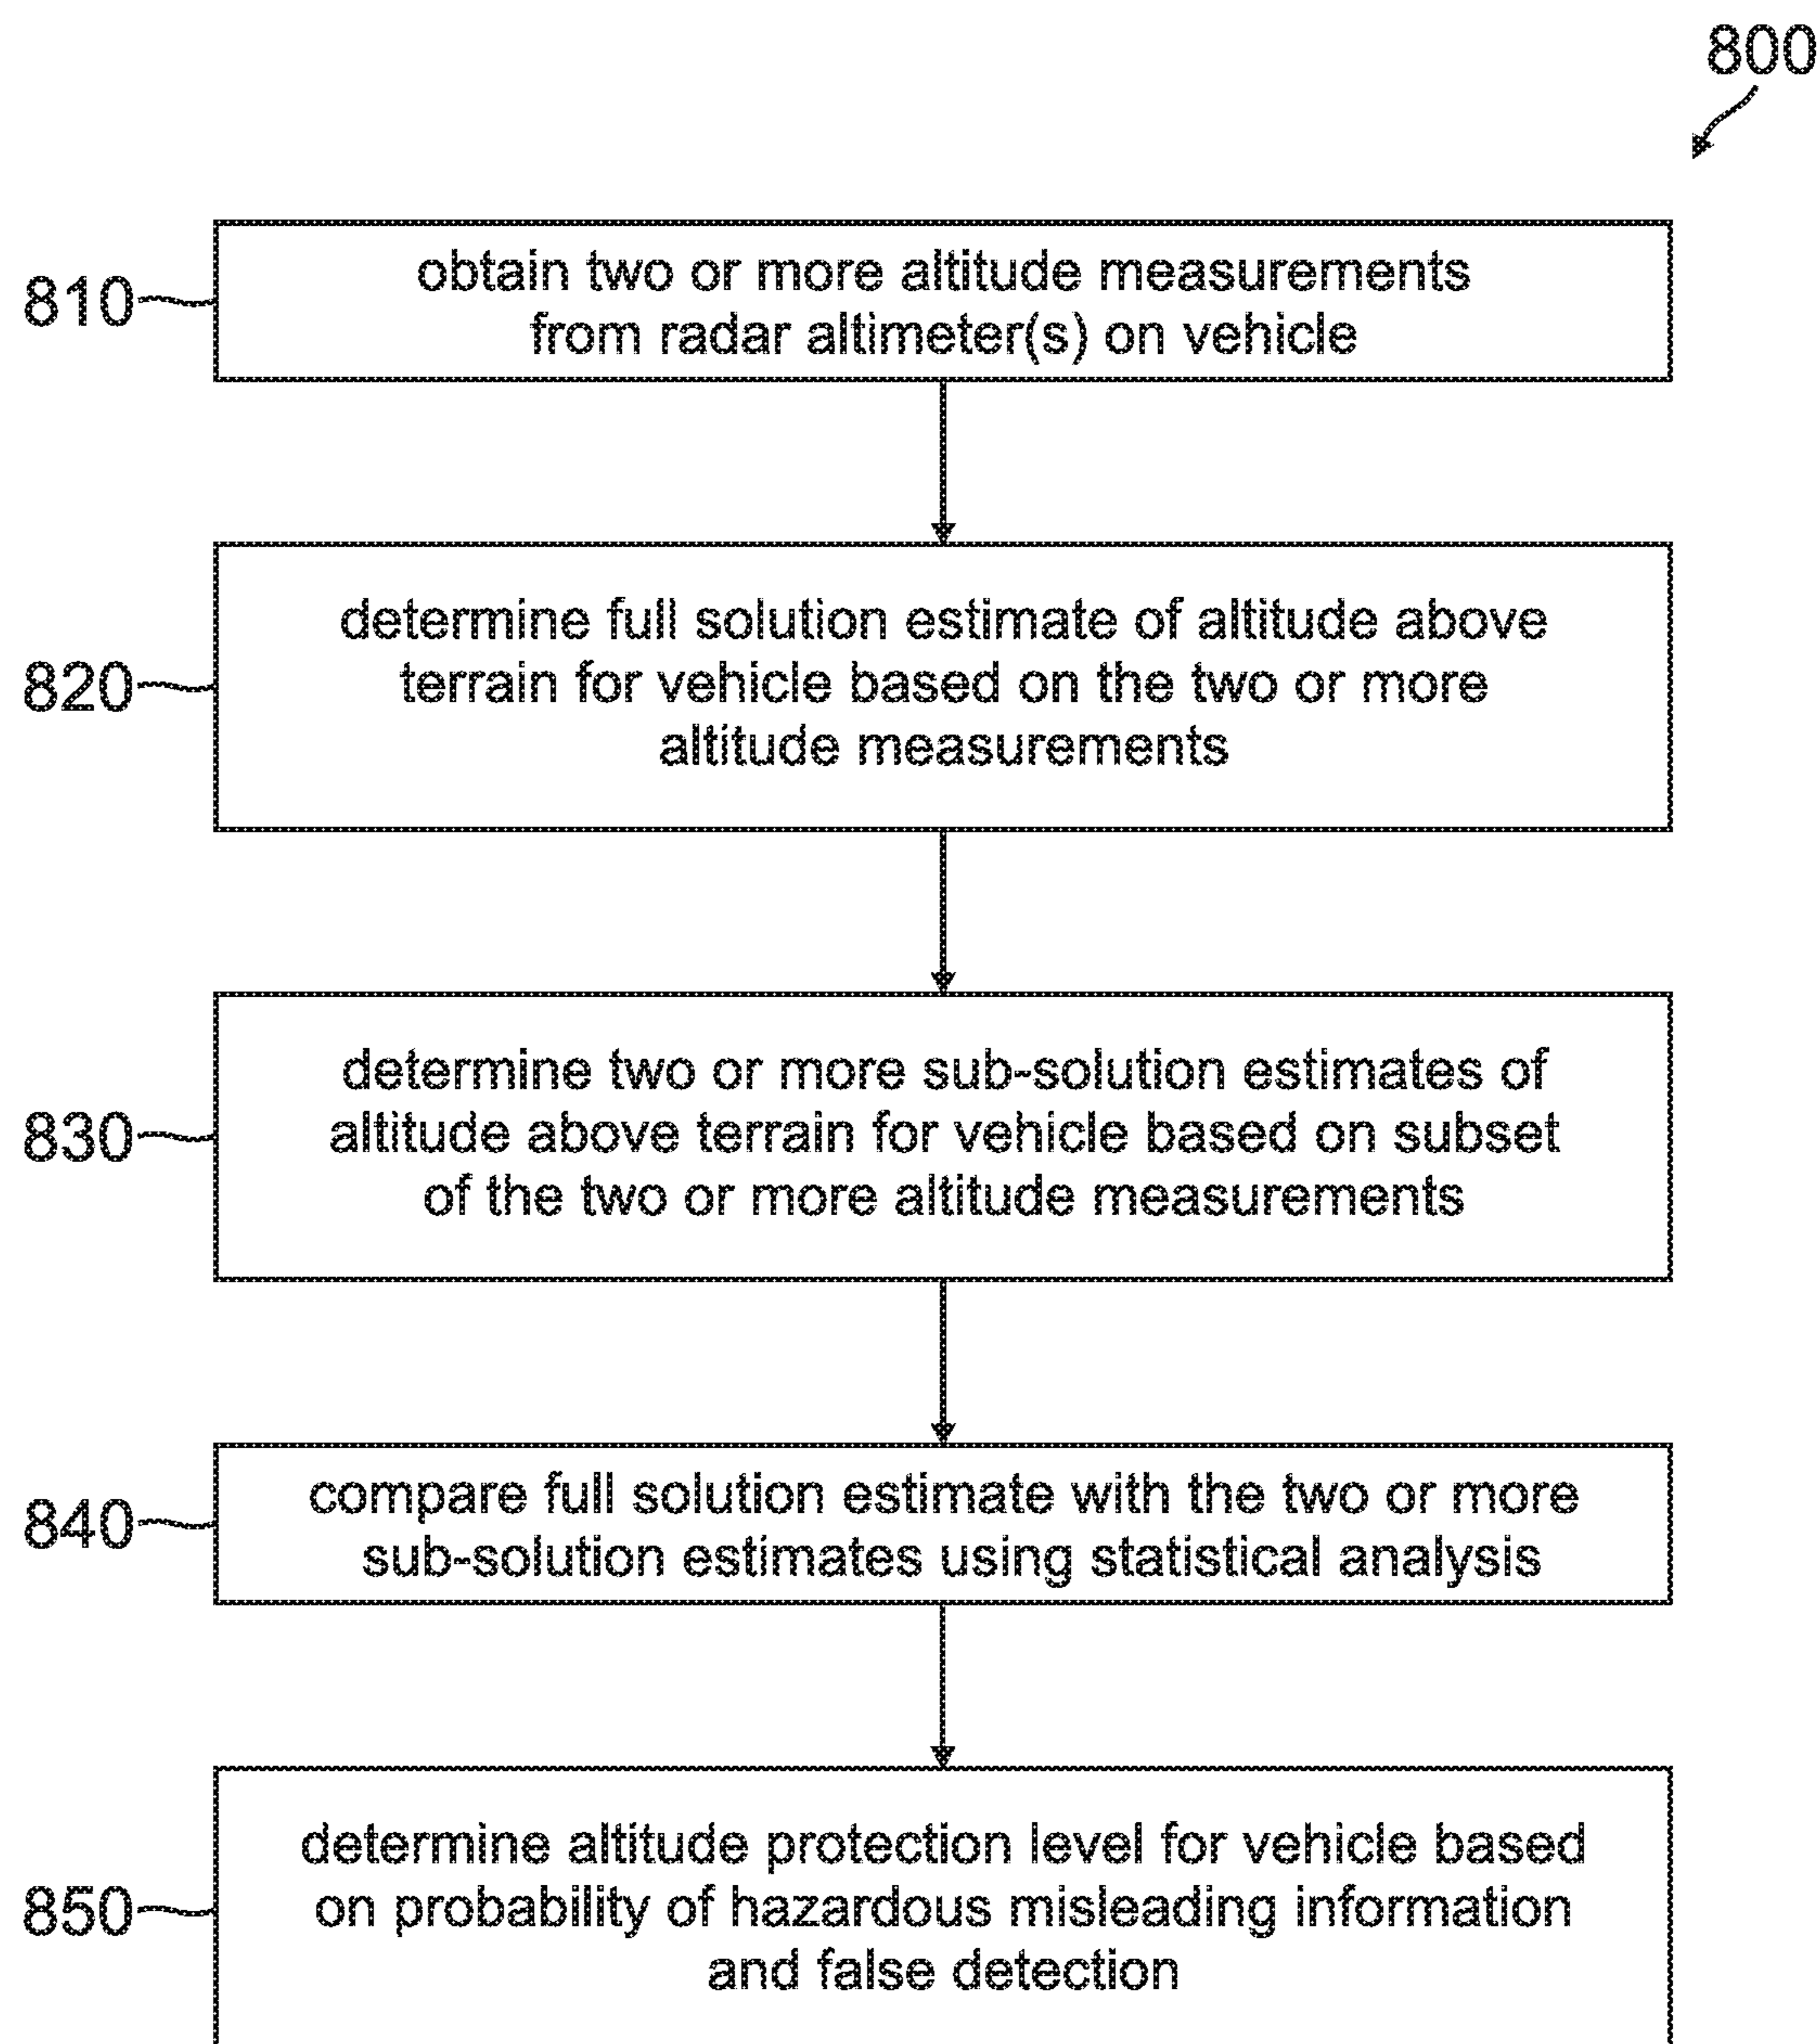 800
810
obtain two or more altitude measurements
from radar altimeter(s) on vehicle
820
determine full solution estimate of altitude above
terrain for vehicle based on the two or more
altitude measurements
830
determine two or more sub-solution estimates of
altitude above terrain for vehicle based on subset
of the two or more altitude measurements
840
compare full solution estimate with the two or more
sub-solution estimates using statistical analysis
850
determine altitude protection level for vehicle based
on probability of hazardous misleading information
and false detection